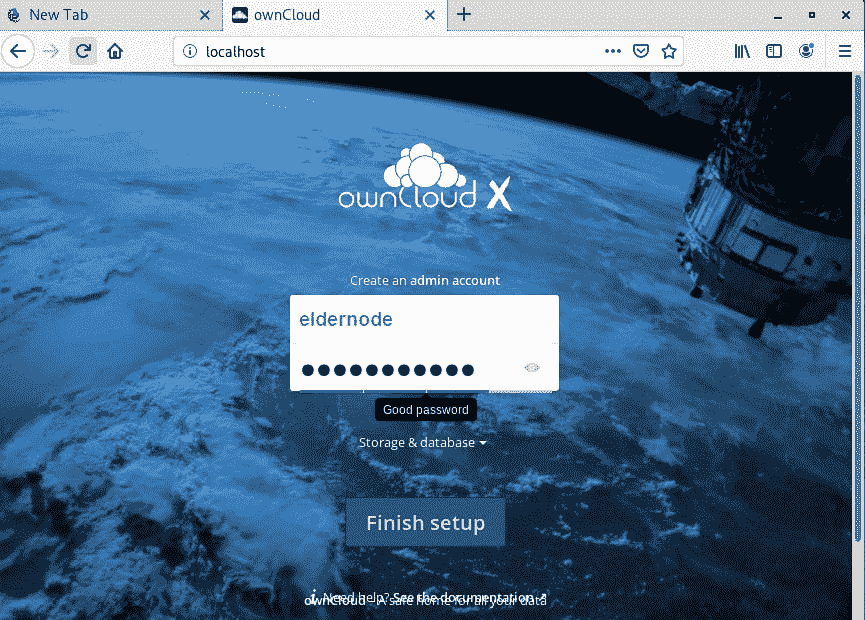 New Tab
ownCloud
localhost
ownCloud X
Create an admin account
eldernode
●●●●●●●●●●●
Good password
Storage & database
Finish setup
Need help? See the documentation
ownCloud – A safe home for all your data